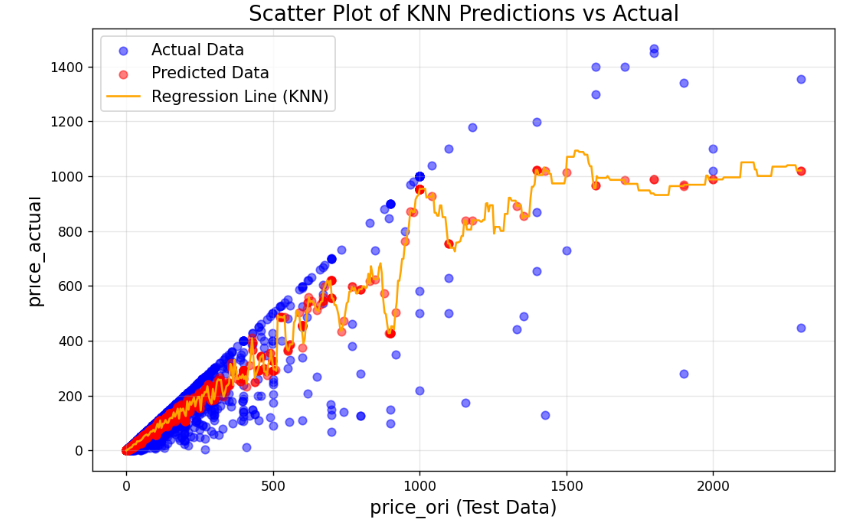 Scatter Plot of KNN Predictions vs Actual
Actual Data
Predicted Data
Regression Line (KNN)
1400
1200
1000
800
600
400
200
0
price_actual
0 500 1000 1500 2000
price_ori (Test Data)